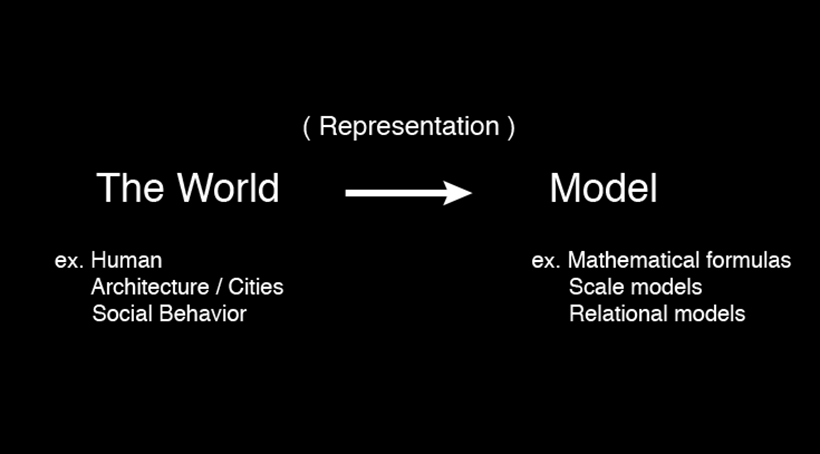 ( Representation )
The World
Model
ex. Human
Architecture / Cities
Social Behavior
ex. Mathematical formulas
Scale models
Relational models